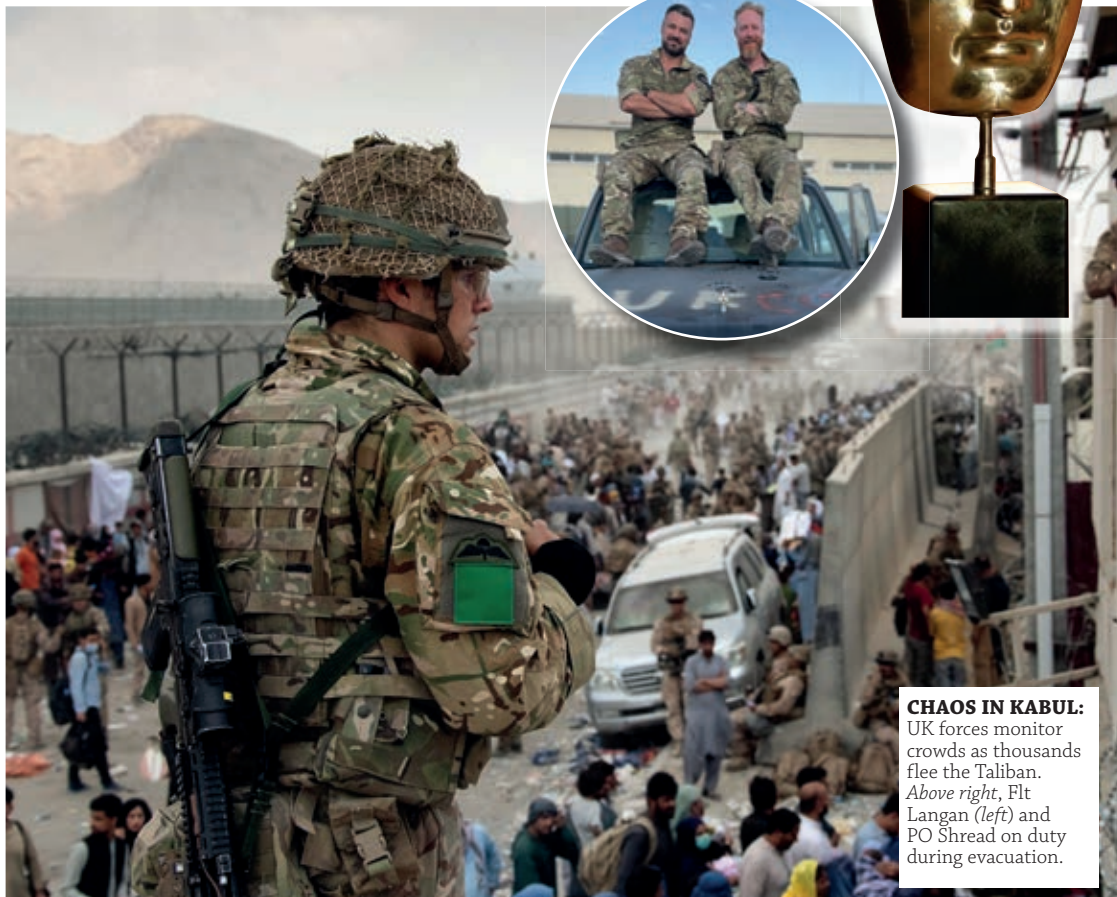 CHAOS IN KABUL:
UK forces monitor
crowds as thousands
flee the Taliban.
Above right, Flt
Langan (left) and
PO Shread on duty
during evacuation.